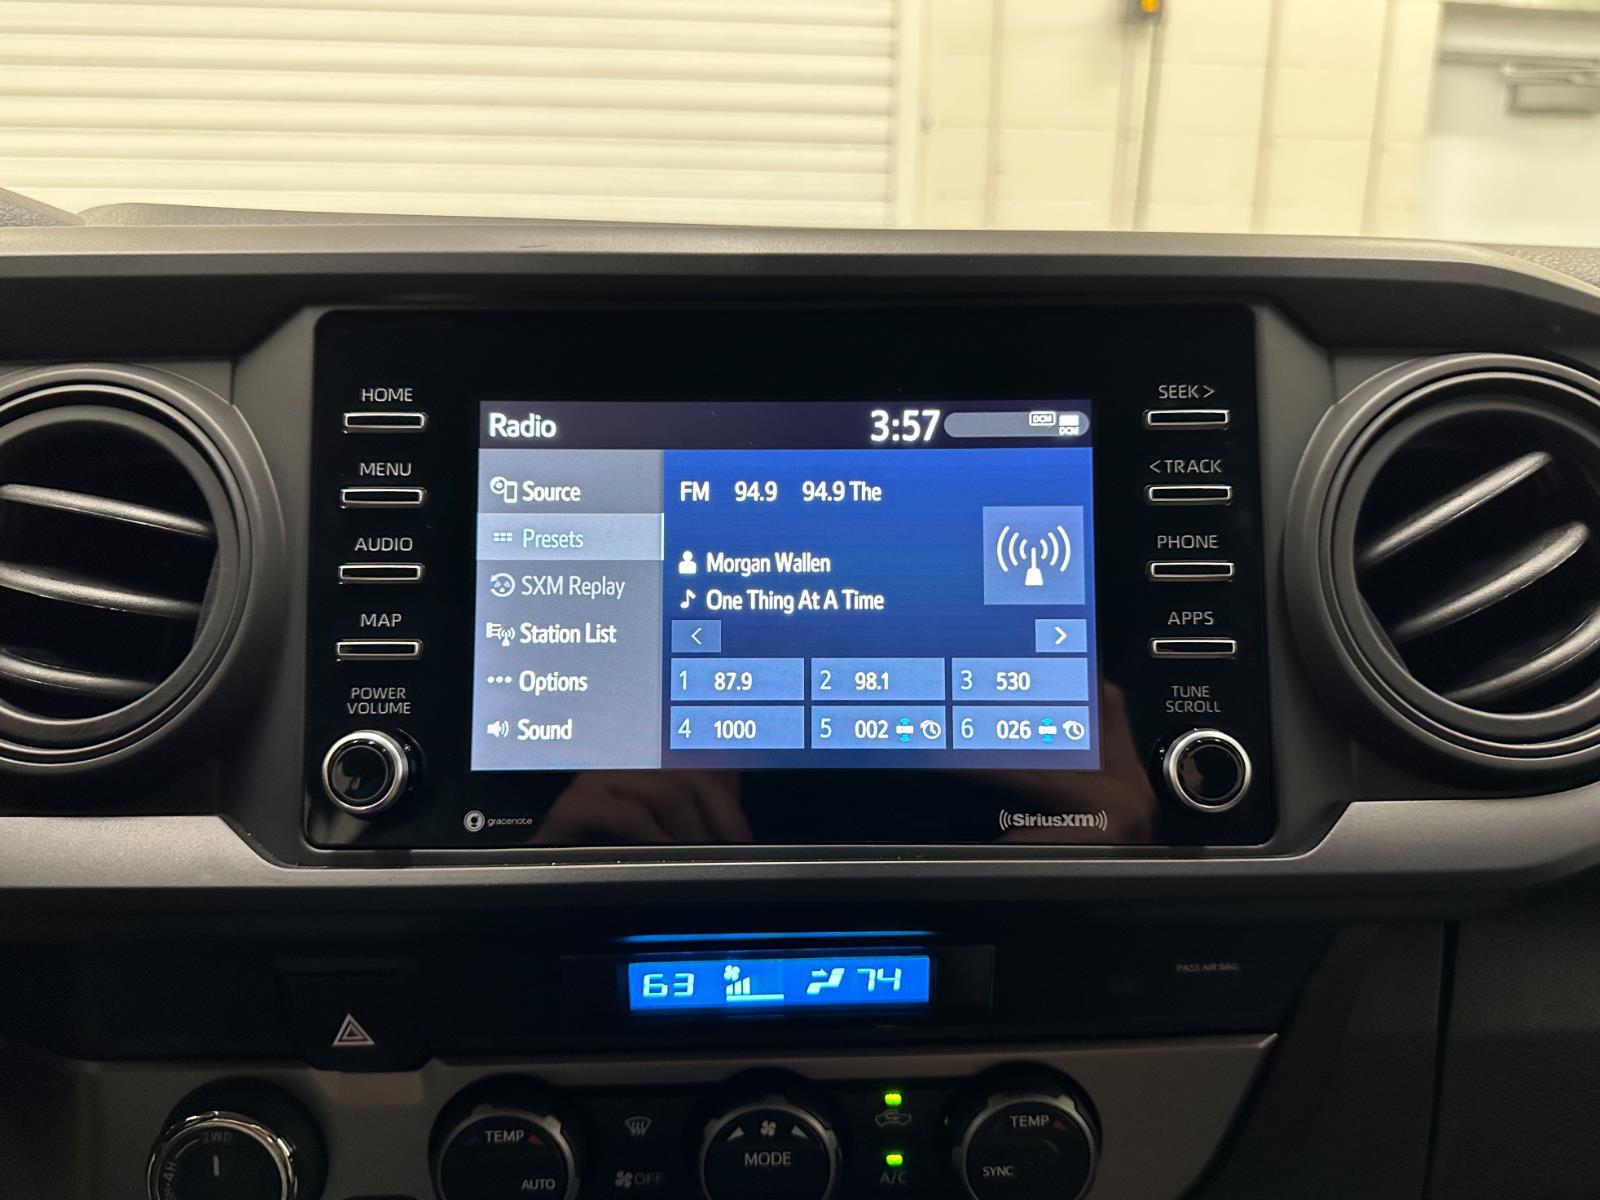 HOME
MENU
AUDIO
MAP
POWER
VOLUME
Radio
3:57
DCM
DCM
Source
Presets
SXM Replay
Station List
Options
Sound
FM 94.9 94.9 The
Morgan Wallen
One Thing At A Time
<
>
1 87.9
2 98.1
3 530
4 1000
5 002
6 026
SEEK >
< TRACK
PHONE
APPS
TUNE
SCROLL
gracenote
((SiriusXM))
63
74
PASS AIR BAG
2WD
TEMP
AUTO
OFF
MODE
A/C
TEMP
SYNC